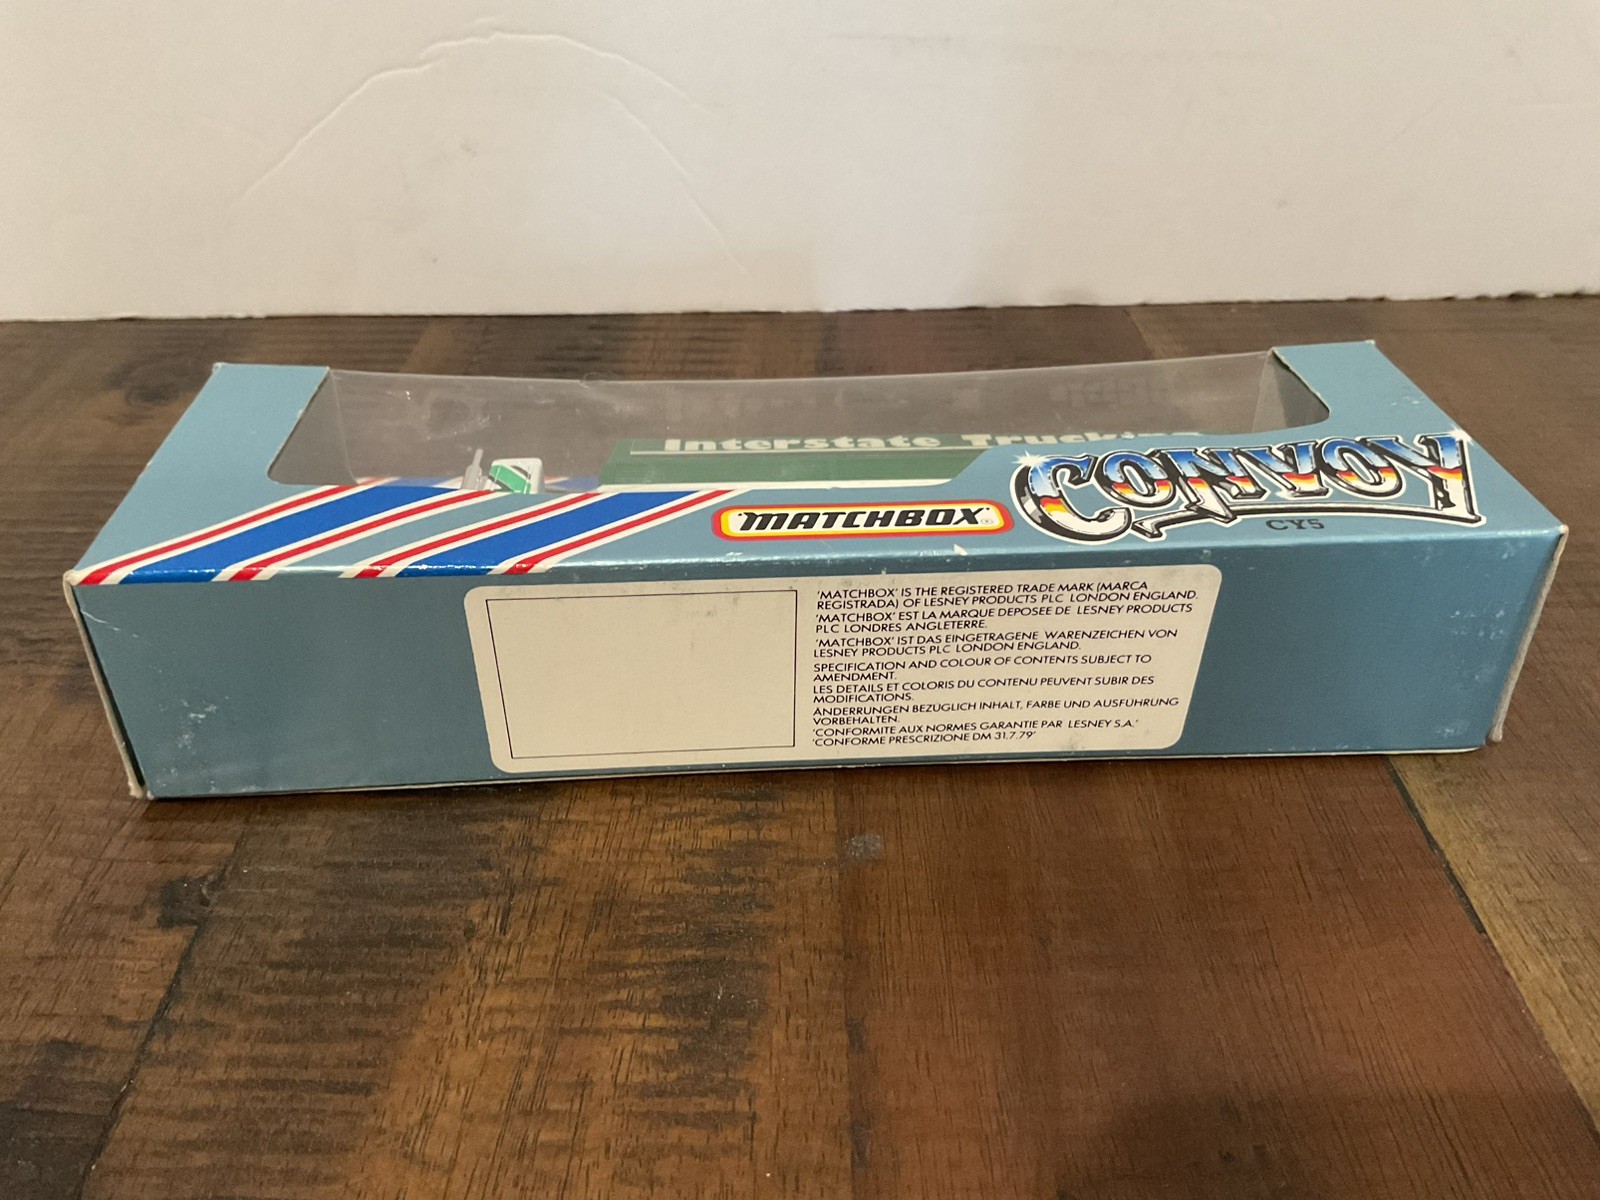 Interstate Trucking
CONVOY
MATCHBOX
®
CY5
'MATCHBOX' IS THE REGISTERED TRADE MARK (MARCA
REGISTRADA) OF LESNEY PRODUCTS PLC LONDON ENGLAND.
'MATCHBOX' EST LA MARQUE DEPOSEE DE LESNEY PRODUCTS
PLC LONDRES ANGLETERRE.
'MATCHBOX' IST DAS EINGETRAGENE WARENZEICHEN VON
LESNEY PRODUCTS PLC LONDON ENGLAND.
SPECIFICATION AND COLOUR OF CONTENTS SUBJECT TO
AMENDMENT.
LES DETAILS ET COLORIS DU CONTENU PEUVENT SUBIR DES
MODIFICATIONS.
ÄNDERRUNGEN BEZÜGLICH INHALT, FARBE UND AUSFÜHRUNG
VORBEHALTEN.
'CONFORMITE AUX NORMES GARANTIE PAR LESNEY S.A.'
'CONFORME PRESCRIZIONE DM 31.7.79'